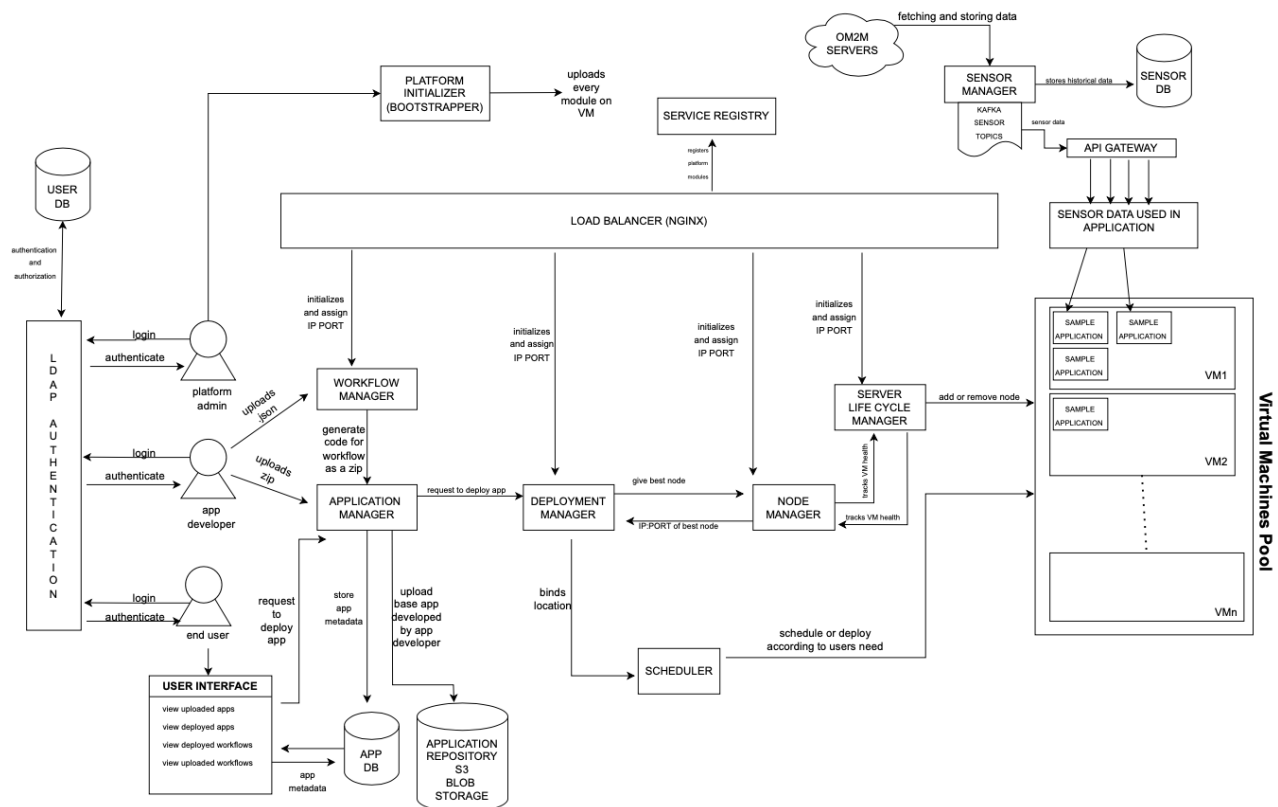 fetching and storing data
OM2M
SERVERS
SENSOR
MANAGER
stores historical data
SENSOR
DB
KAFKA
SENSOR
TOPICS
sensor data
API GATEWAY
SENSOR DATA USED IN
APPLICATION
PLATFORM
INITIALIZER
(BOOTSTRAPPER)
uploads
every
module on
VM
SERVICE REGISTRY
registers
platform
modules
LOAD BALANCER (NGINX)
USER
DB
authentication
and
authorization
L
D
A
P
A
U
T
H
E
N
T
I
C
A
T
I
O
N
login
authenticate
platform
admin
login
authenticate
app
developer
login
authenticate
end user
initializes
and assign
IP PORT
initializes
and assign
IP PORT
initializes
and assign
IP PORT
initializes
and assign
IP PORT
uploads
.json
uploads
zip
WORKFLOW
MANAGER
generate
code for
workflow
as a zip
APPLICATION
MANAGER
request to deploy app
DEPLOYMENT
MANAGER
give best node
IP:PORT of best node
NODE
MANAGER
tracks VM health
tracks VM health
SERVER
LIFE CYCLE
MANAGER
add or remove node
SAMPLE
APPLICATION
SAMPLE
APPLICATION
SAMPLE
APPLICATION
VM1
SAMPLE
APPLICATION
VM2
VMn
Virtual Machines Pool
request
to
deploy
app
store
app
metadata
upload
base app
developed
by app
developer
binds
location
SCHEDULER
schedule or deploy
according to users need
USER INTERFACE
view uploaded apps
view deployed apps
view deployed workflows
view uploaded workflows
app
metadata
APP
DB
APPLICATION
REPOSITORY
S3
BLOB
STORAGE